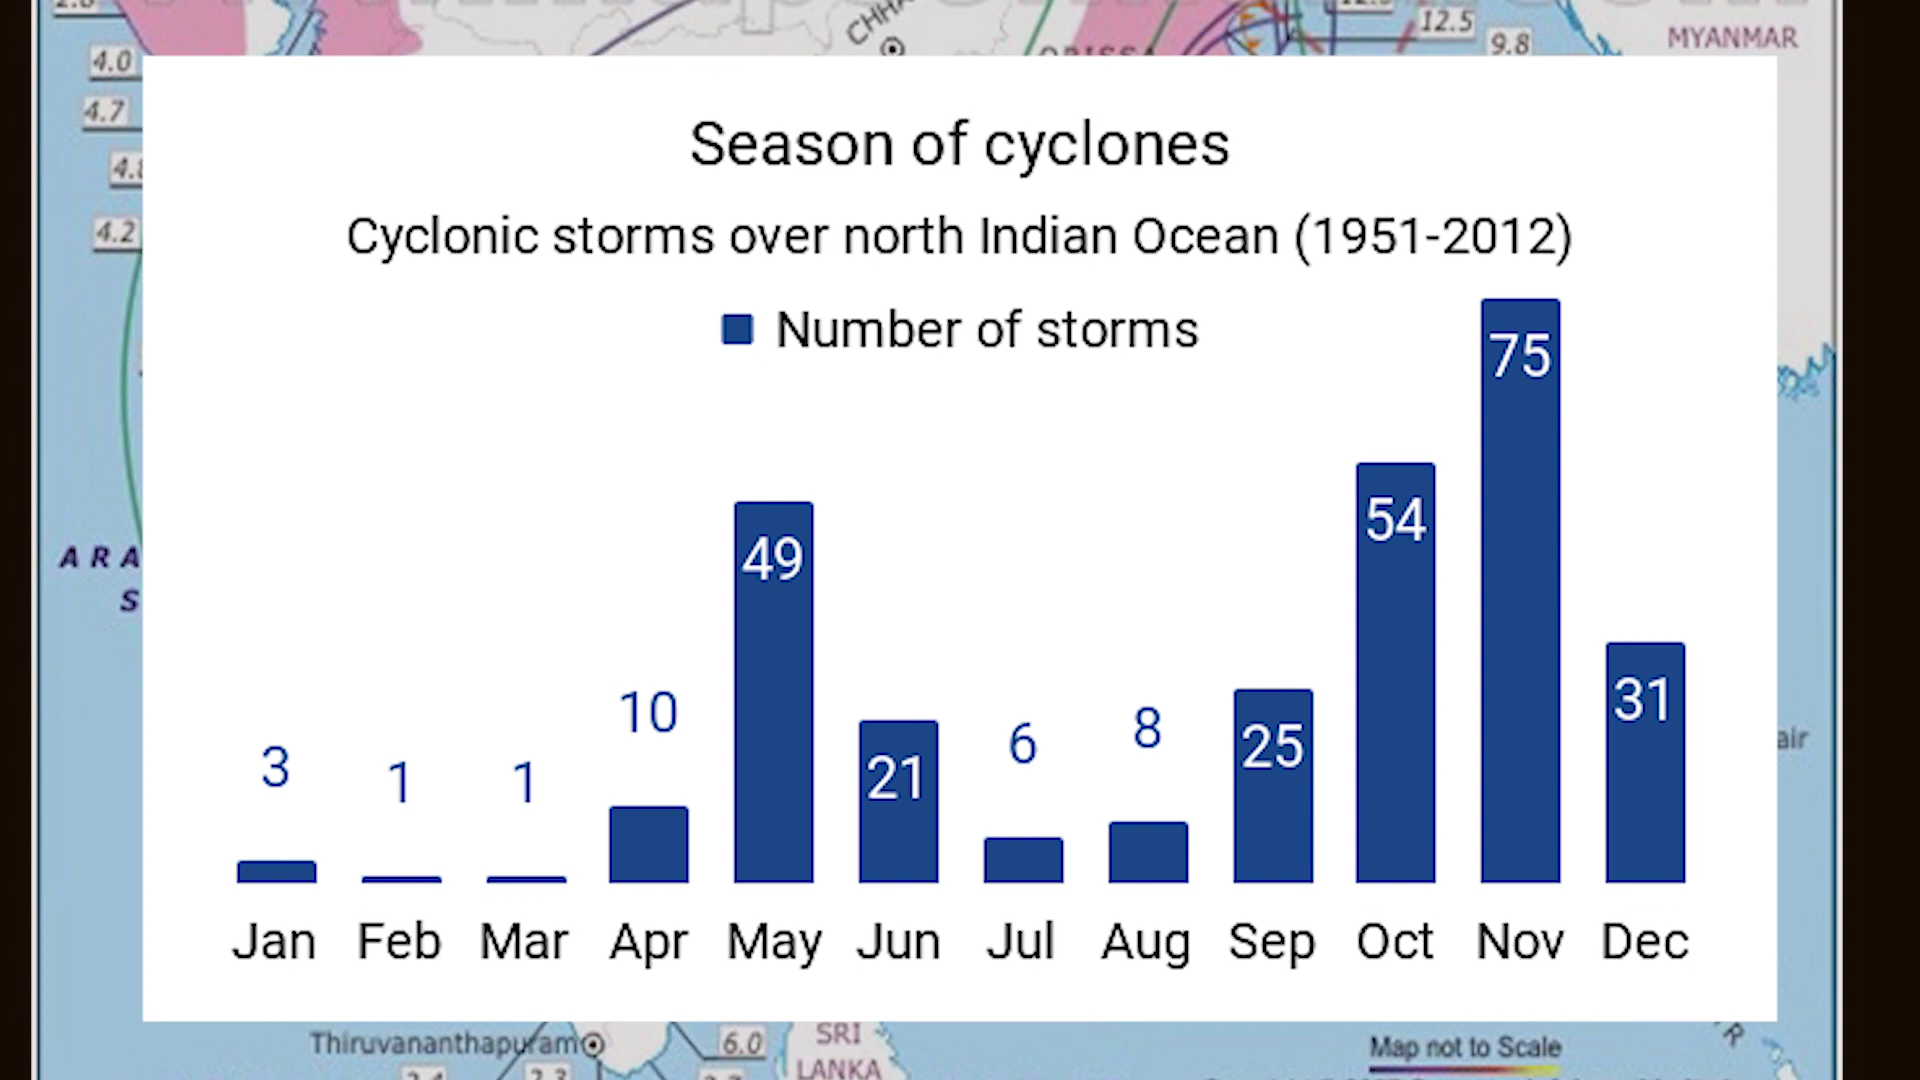 12.5
9.8
MYANMAR
4.0
4.7
4.2
Season of cyclones
Cyclonic storms over north Indian Ocean (1951-2012)
Number of storms
75
54
49
31
25
21
10
8
6
3
1
1
Jan Feb Mar Apr May Jun Jul Aug Sep Oct Nov Dec
ARA
S
air
Thiruvananthapuram
6.0
SRI
LANKA
Map not to Scale